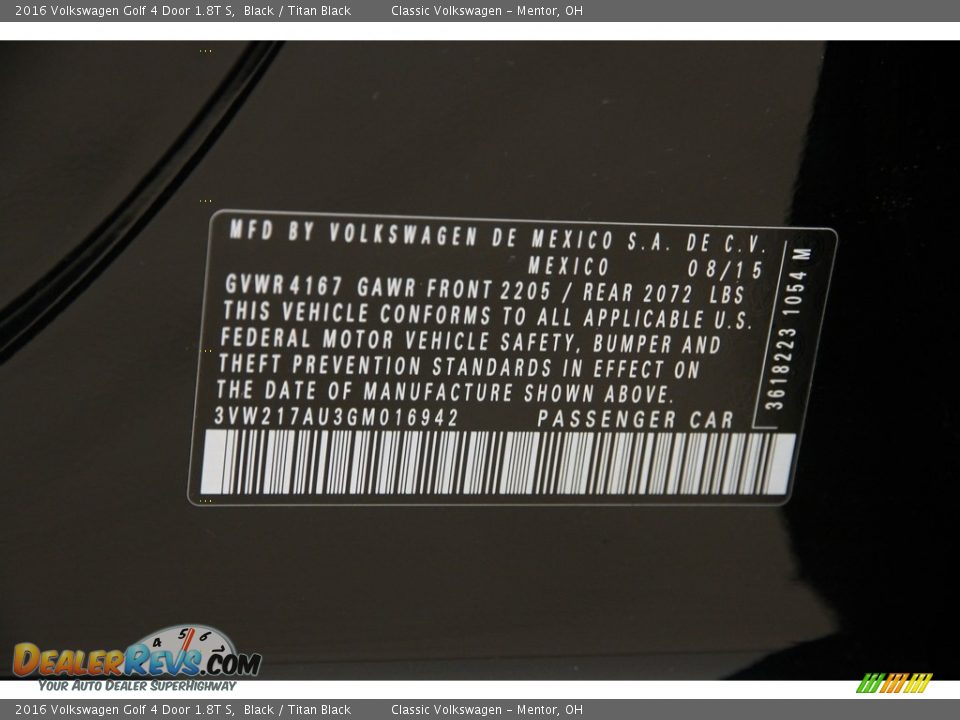 2016 Volkswagen Golf 4 Door 1.8T S, Black / Titan Black Classic Volkswagen - Mentor, OH
MFD BY VOLKSWAGEN DE MEXICO S.A. DE C.V.
MEXICO 08/15
GVWR 4167 GAWR FRONT 2205 / REAR 2072 LBS
THIS VEHICLE CONFORMS TO ALL APPLICABLE U.S.
FEDERAL MOTOR VEHICLE SAFETY, BUMPER AND
THEFT PREVENTION STANDARDS IN EFFECT ON
THE DATE OF MANUFACTURE SHOWN ABOVE.
3VW217AU3GM016942 PASSENGER CAR
3618223 1054 M
4 5 6 7
DEALERREVS.COM
YOUR AUTO DEALER SUPERHIGHWAY
2016 Volkswagen Golf 4 Door 1.8T S, Black / Titan Black Classic Volkswagen - Mentor, OH